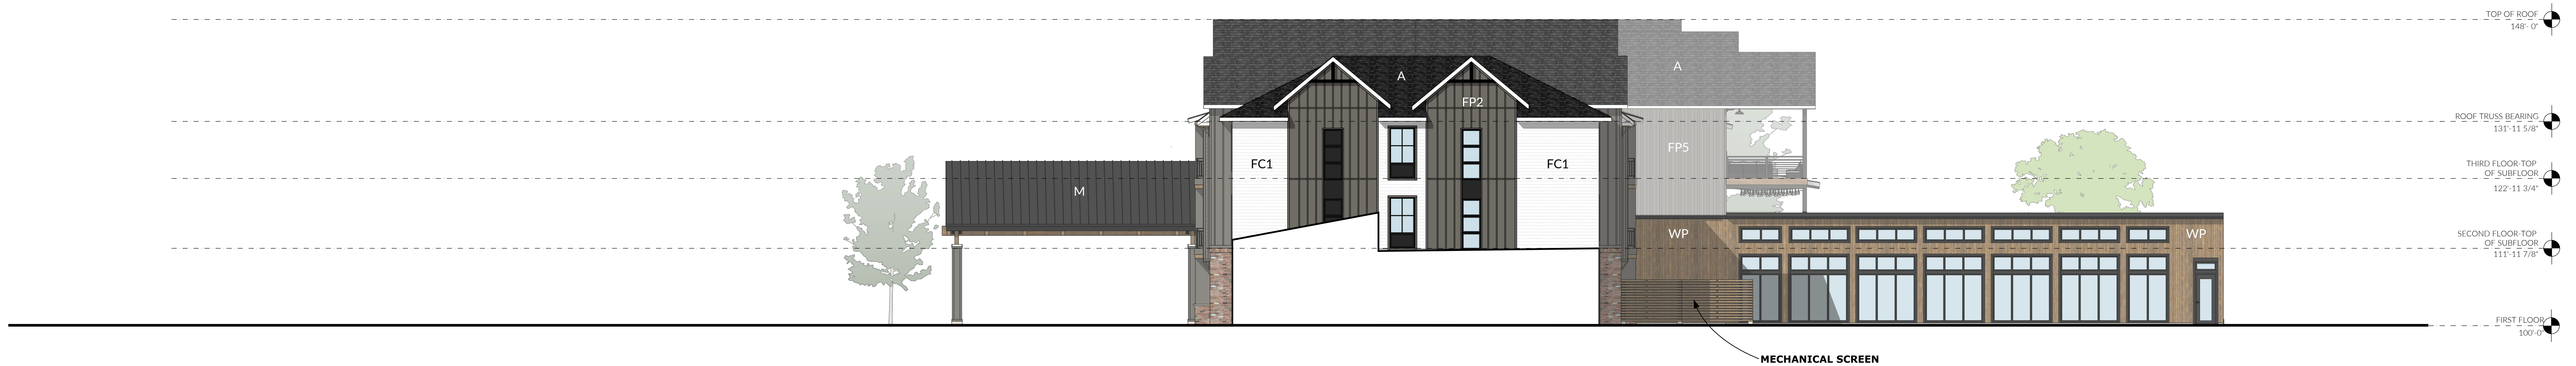 TOP OF ROOF
148'- 0"
A
A
FP2
ROOF TRUSS BEARING
131'-11 5/8"
FC1
FC1
FP5
THIRD FLOOR-TOP
OF SUBFLOOR
122'-11 3/4"
M
WP
WP
SECOND FLOOR-TOP
OF SUBFLOOR
111'-11 7/8"
FIRST FLOOR
100'-0"
MECHANICAL SCREEN